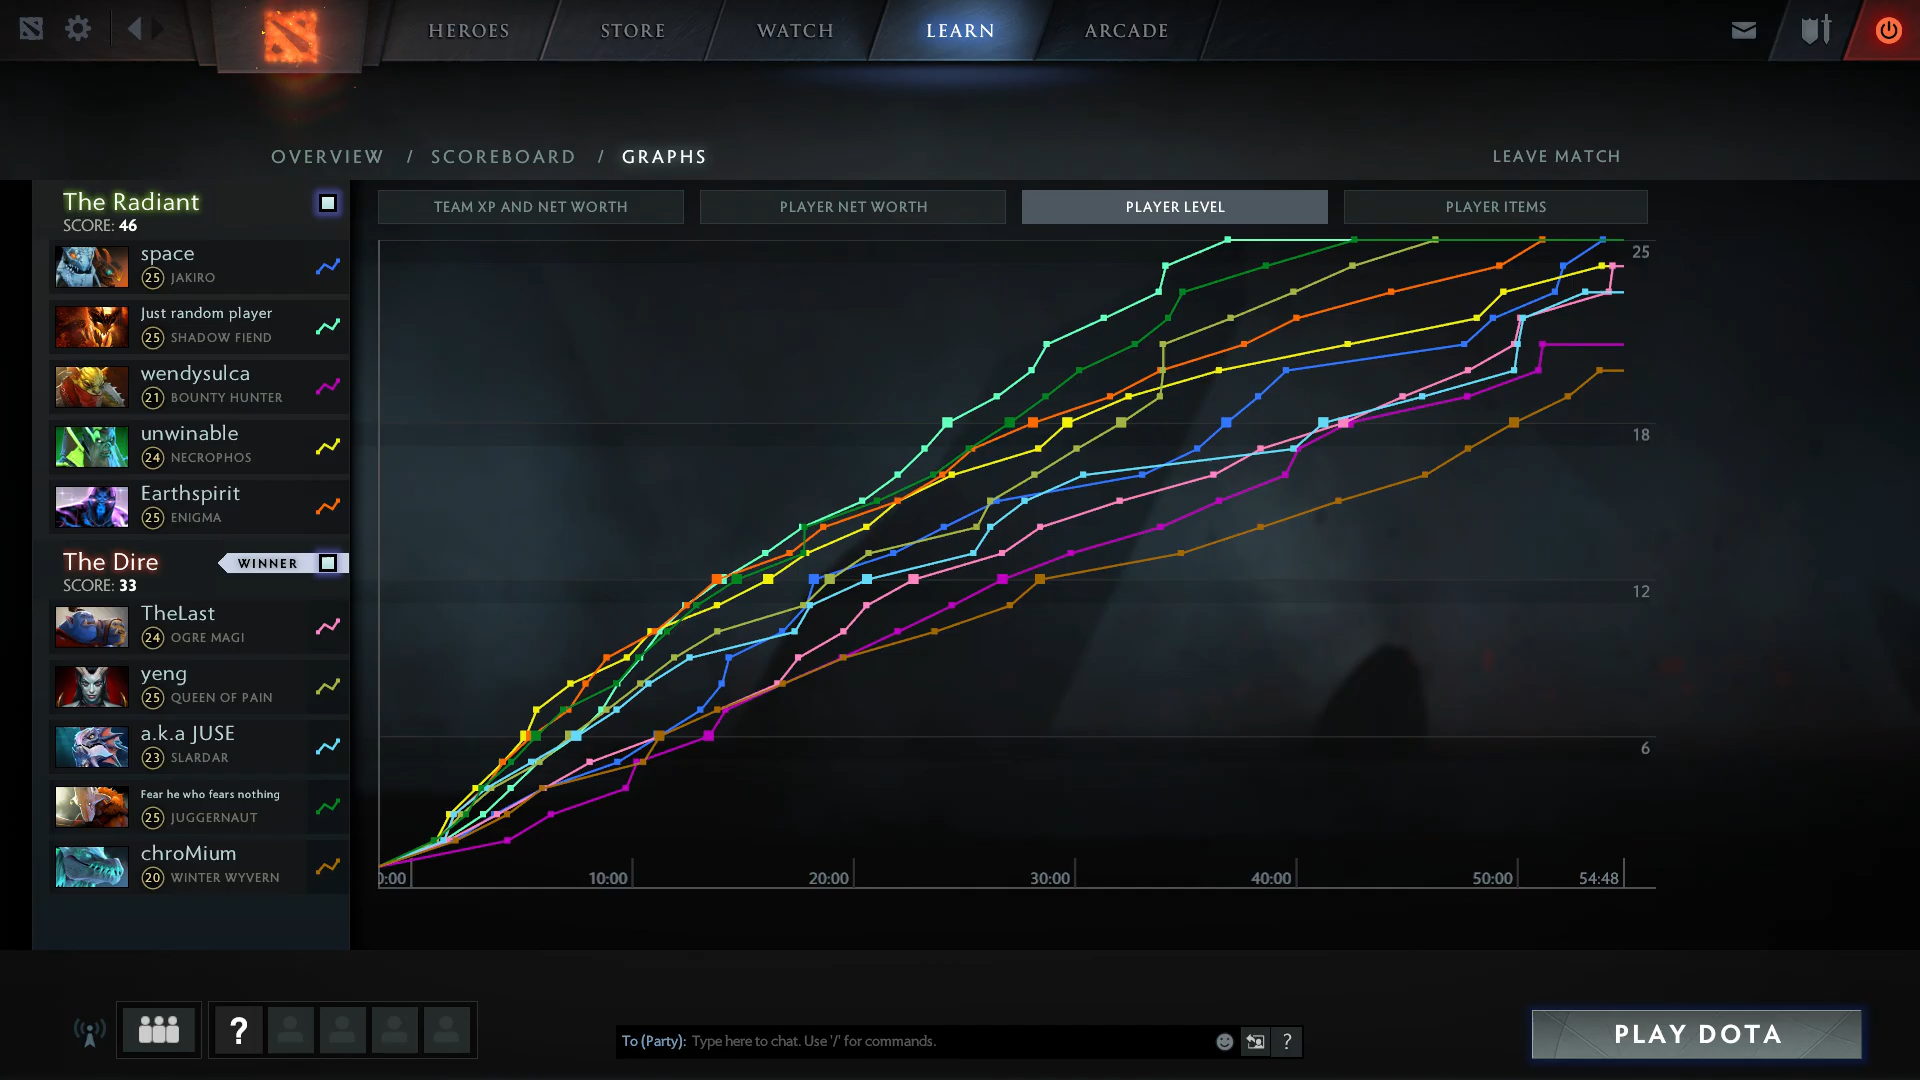 HEROES
STORE
WATCH
LEARN
ARCADE
OVERVIEW / SCOREBOARD / GRAPHS
LEAVE MATCH
The Radiant
SCORE: 46
space
25 JAKIRO
Just random player
25 SHADOW FIEND
wendysulca
21 BOUNTY HUNTER
unwinable
24 NECROPHOS
Earthspirit
25 ENIGMA
The Dire
WINNER
SCORE: 33
TheLast
24 OGRE MAGI
yeng
25 QUEEN OF PAIN
a.k.a JUSE
23 SLARDAR
Fear he who fears nothing
25 JUGGERNAUT
chroMium
20 WINTER WYVERN
TEAM XP AND NET WORTH
PLAYER NET WORTH
PLAYER LEVEL
PLAYER ITEMS
25
18
12
6
0:00
10:00
20:00
30:00
40:00
50:00
54:48
?
To (Party): Type here to chat. Use '/' for commands.
?
PLAY DOTA